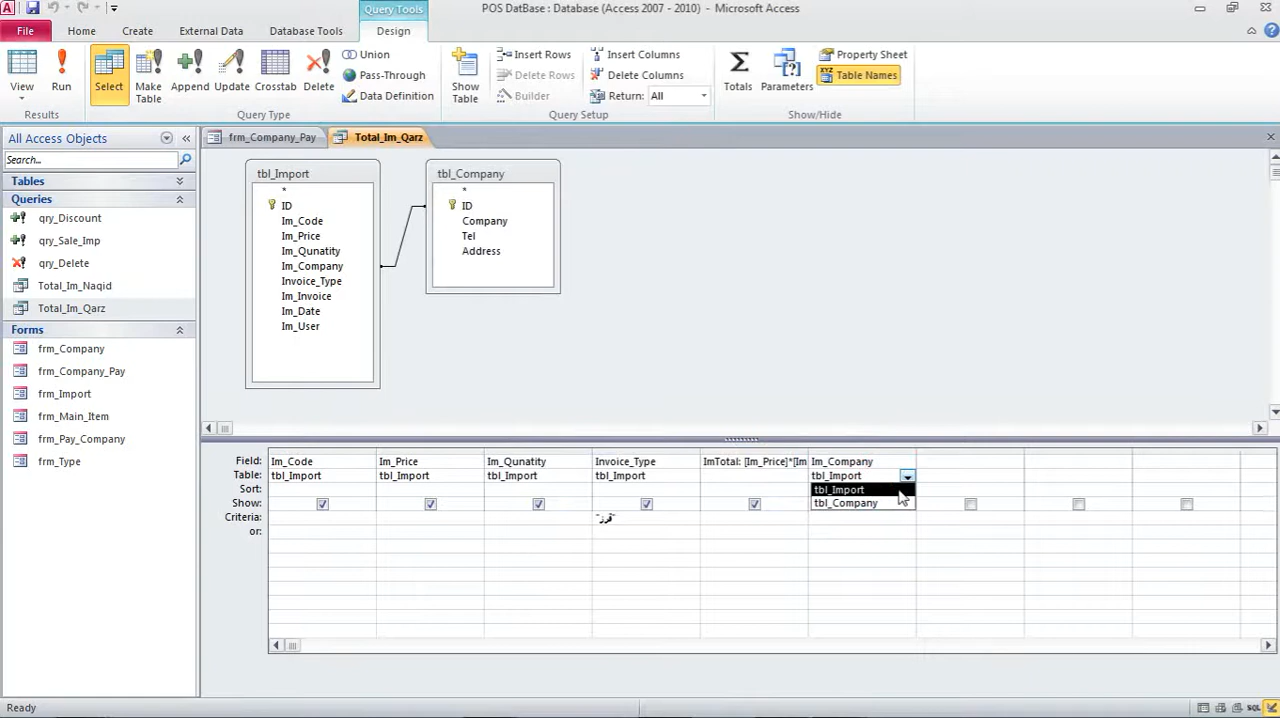 Query Tools
POS DatBase : Database (Access 2007 - 2010) - Microsoft Access
File
Home
Create
External Data
Database Tools
Design
View
Run
Select
Make Table
Append
Update
Crosstab
Delete
Union
Pass-Through
Data Definition
Show Table
Insert Rows
Delete Rows
Builder
Insert Columns
Delete Columns
Return: All
Totals
Parameters
Property Sheet
Table Names
Results
Query Type
Query Setup
Show/Hide
All Access Objects
Search...
Tables
Queries
qry_Discount
qry_Sale_Imp
qry_Delete
Total_Im_Naqid
Total_Im_Qarz
Forms
frm_Company
frm_Company_Pay
frm_Import
frm_Main_Item
frm_Pay_Company
frm_Type
frm_Company_Pay
Total_Im_Qarz
tbl_Import
*
ID
Im_Code
Im_Price
Im_Qunatity
Im_Company
Invoice_Type
Im_Invoice
Im_Date
Im_User
tbl_Company
*
ID
Company
Tel
Address
Field: Im_Code Im_Price Im_Qunatity Invoice_Type ImTotal: [Im_Price]*[Im Im_Company
Table: tbl_Import tbl_Import tbl_Import tbl_Import tbl_Import
Sort: tbl_Import
Show: tbl_Company
Criteria: "قرز"
or:
Ready
SQL